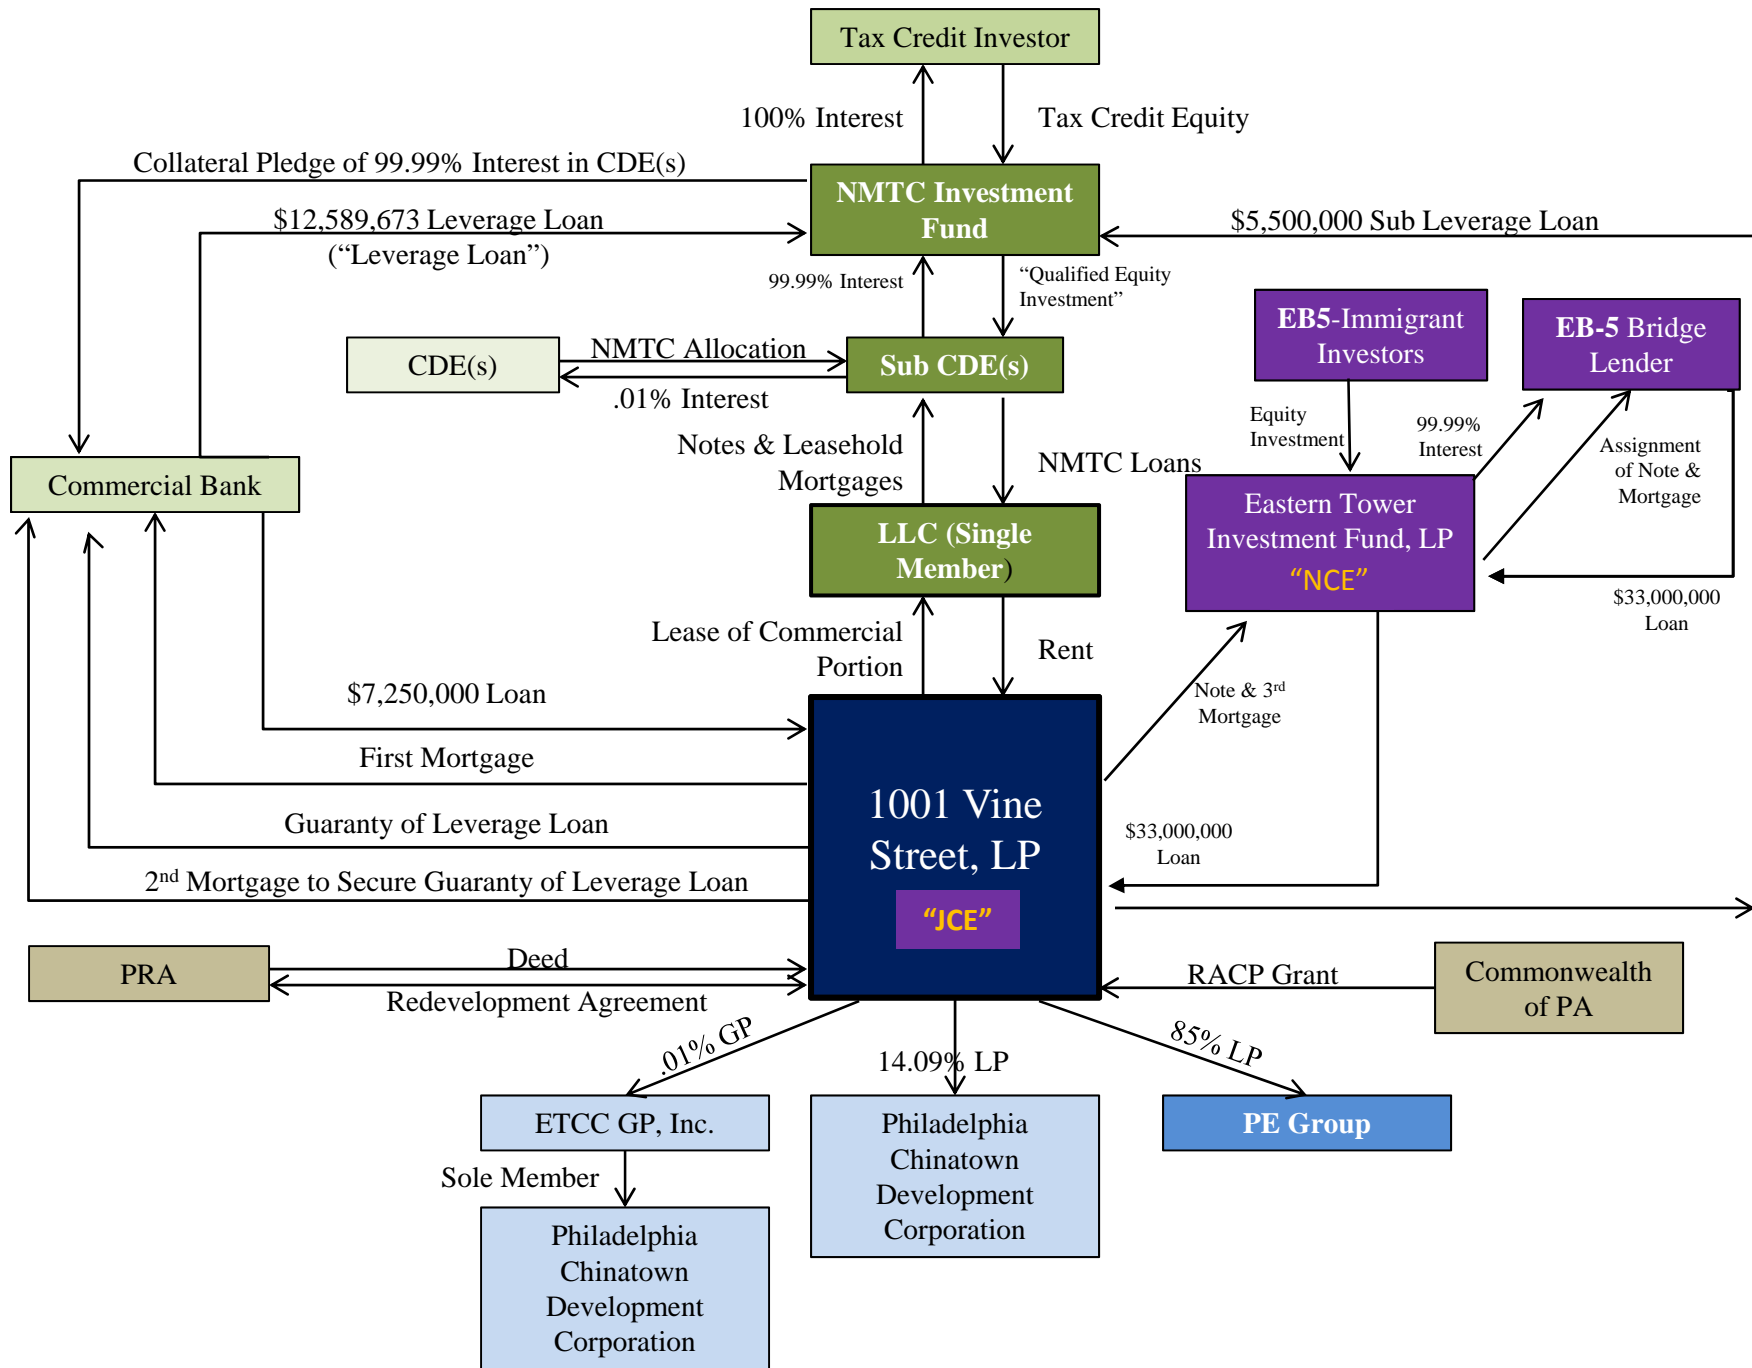 Tax Credit Investor
100% Interest
Tax Credit Equity
Collateral Pledge of 99.99% Interest in CDE(s)
NMTC Investment
Fund
$12,589,673 Leverage Loan
(“Leverage Loan”)
$5,500,000 Sub Leverage Loan
99.99% Interest
“Qualified Equity
Investment”
EB5-Immigrant
Investors
EB-5 Bridge
Lender
CDE(s)
NMTC Allocation
.01% Interest
Sub CDE(s)
Equity
Investment
99.99%
Interest
Assignment
of Note &
Mortgage
Notes & Leasehold
Mortgages
NMTC Loans
Commercial Bank
LLC (Single
Member)
Eastern Tower
Investment Fund, LP
“NCE”
$33,000,000
Loan
Lease of Commercial
Portion
Rent
$7,250,000 Loan
Note & 3rd
Mortgage
First Mortgage
1001 Vine
Street, LP
“JCE”
Guaranty of Leverage Loan
$33,000,000
Loan
2nd Mortgage to Secure Guaranty of Leverage Loan
PRA
Deed
Redevelopment Agreement
RACP Grant
Commonwealth
of PA
.01% GP
14.09% LP
85% LP
ETCC GP, Inc.
Philadelphia
Chinatown
Development
Corporation
PE Group
Sole Member
Philadelphia
Chinatown
Development
Corporation